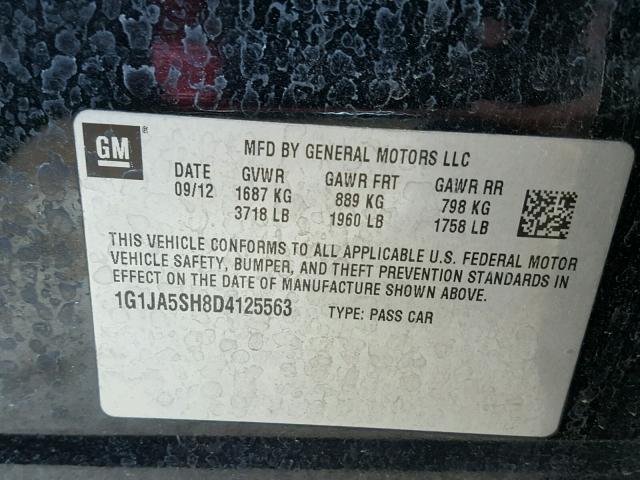 GM ®
MFD BY GENERAL MOTORS LLC
DATE GVWR GAWR FRT GAWR RR
09/12 1687 KG 889 KG 798 KG
3718 LB 1960 LB 1758 LB
THIS VEHICLE CONFORMS TO ALL APPLICABLE U.S. FEDERAL MOTOR
VEHICLE SAFETY, BUMPER, AND THEFT PREVENTION STANDARDS IN
EFFECT ON THE DATE OF MANUFACTURE SHOWN ABOVE.
1G1JA5SH8D4125563 TYPE: PASS CAR